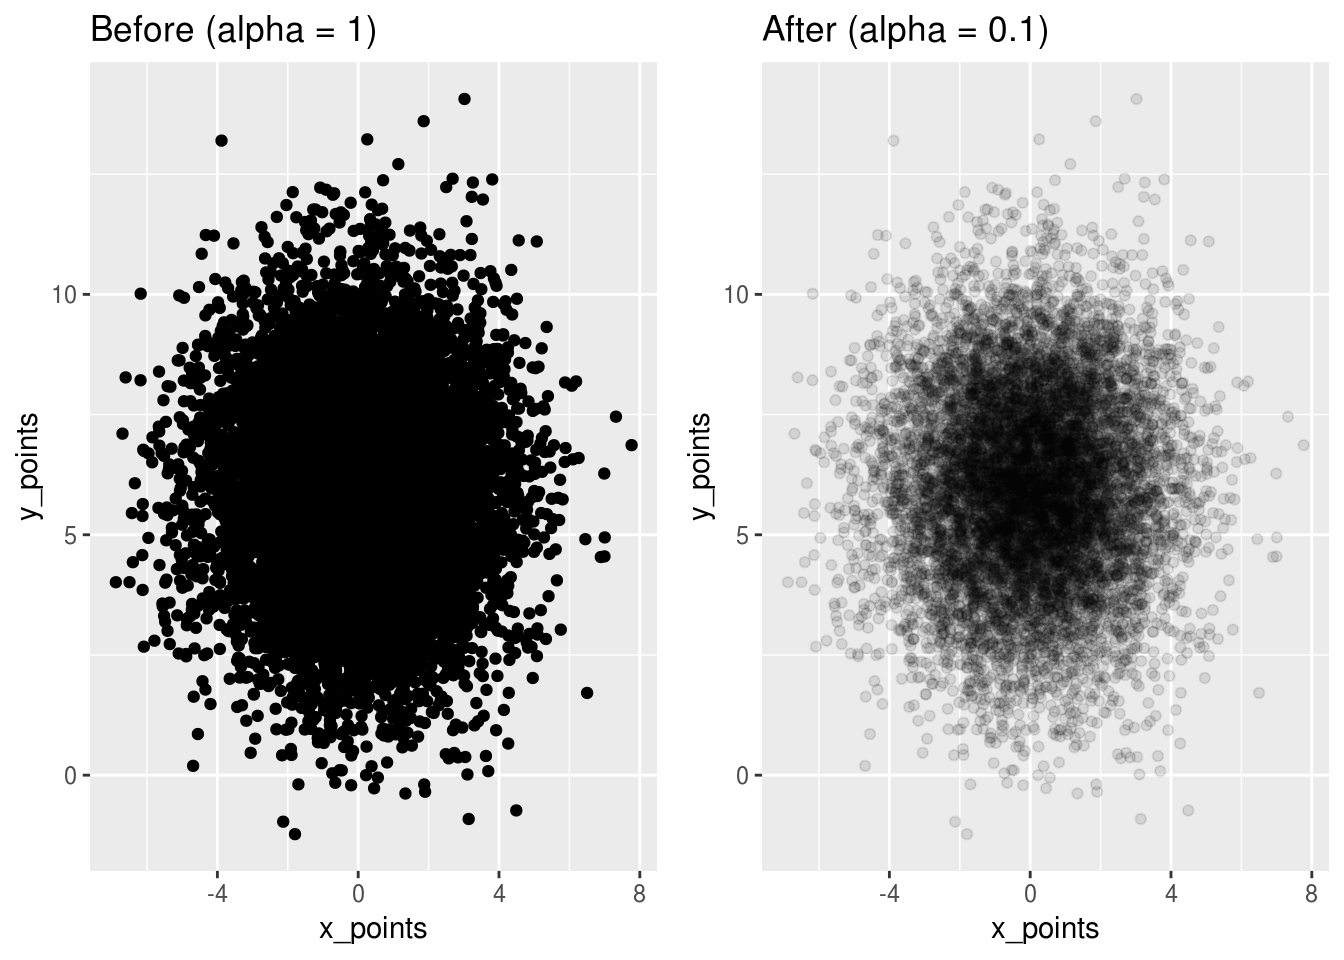 Before (alpha = 1)
y_points
10
5
0
-4
0
4
8
x_points
After (alpha = 0.1)
y_points
10
5
0
-4
0
4
8
x_points